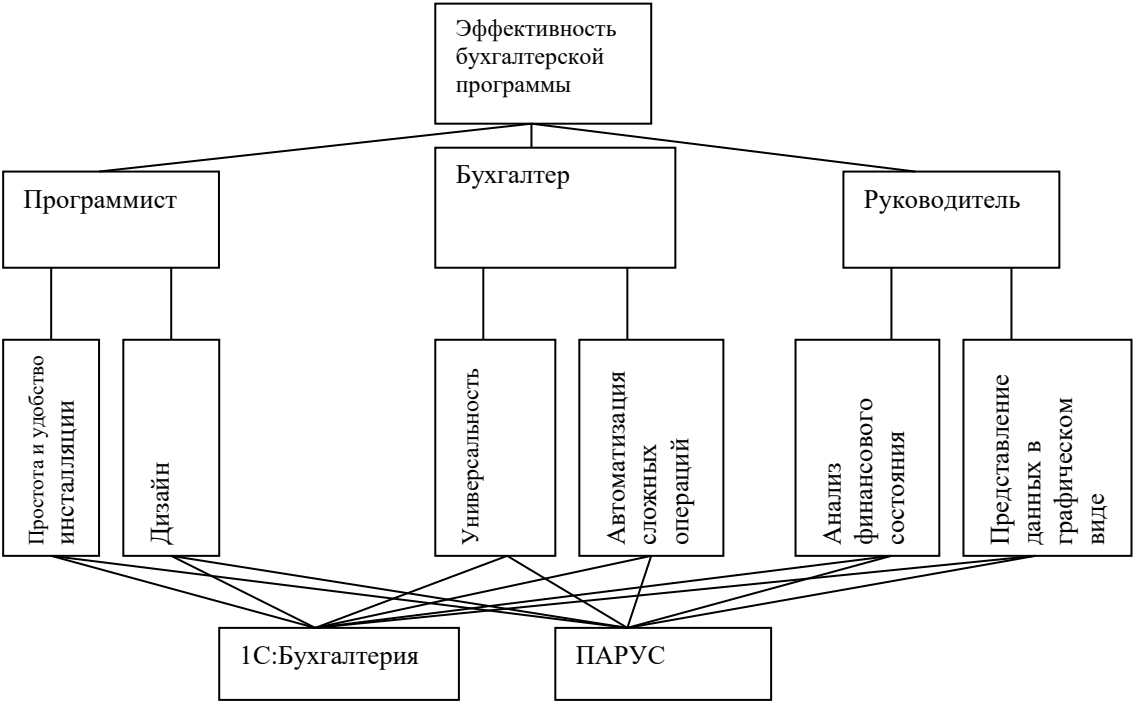 Эффективность
бухгалтерской
программы
Программист
Бухгалтер
Руководитель
Простота и удобство
инсталляции
Дизайн
Универсальность
Автоматизация
сложных
операций
Анализ
финансового
состояния
Представление
данных в
графическом
виде
1С:Бухгалтерия
ПАРУС